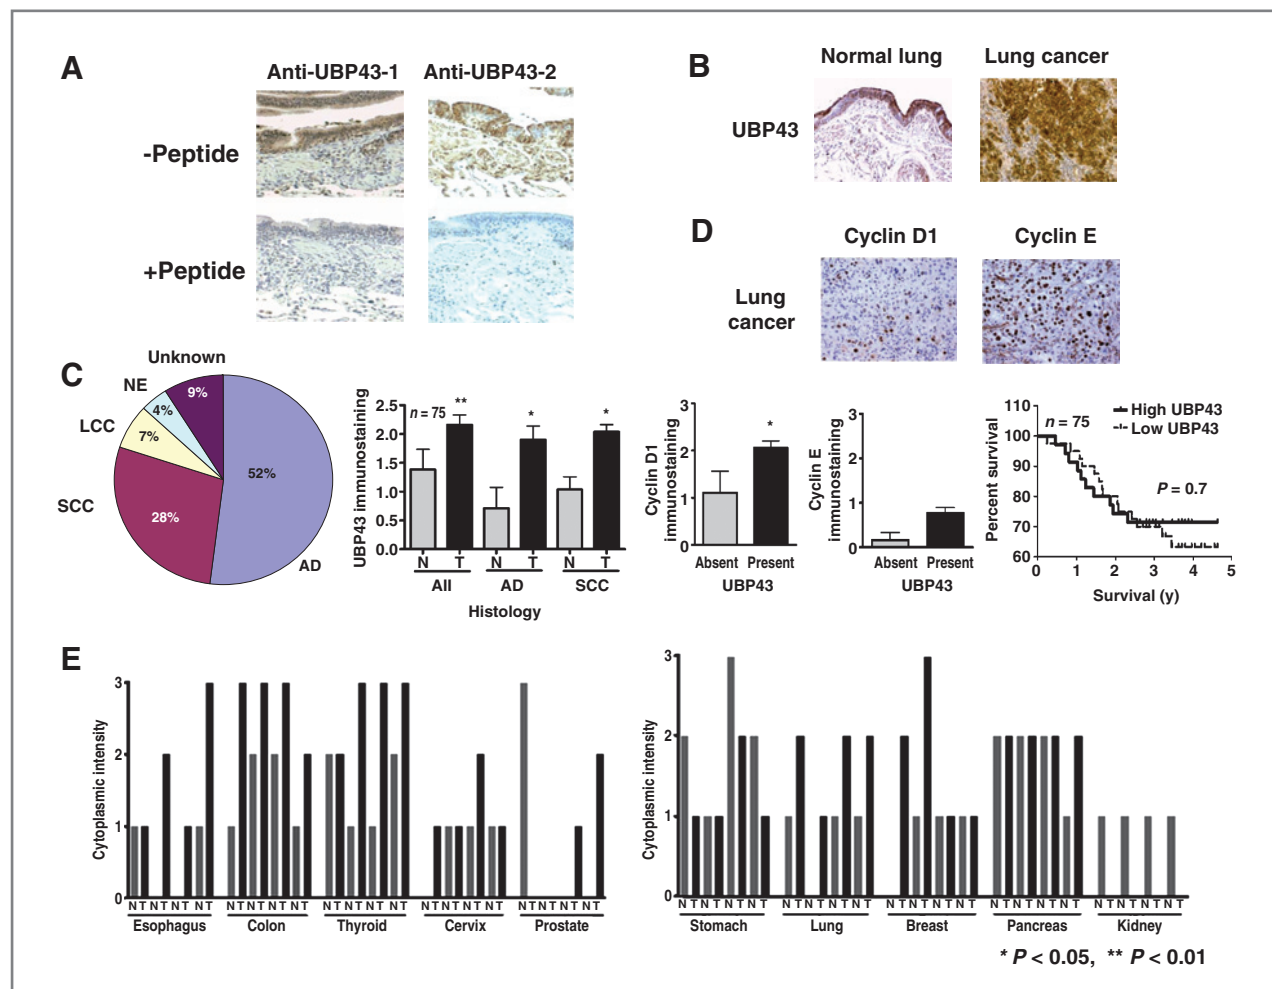 A
Anti-UBP43-1 Anti-UBP43-2
-Peptide
+Peptide
B
Normal lung Lung cancer
UBP43
D
Cyclin D1 Cyclin E
Lung
cancer
C
Unknown
NE
LCC
SCC
AD
9%
4%
7%
28%
52%
UBP43 immunostaining
2.5
2.0
1.5
1.0
0.5
0.0
n = 75
** * *
N T N T N T
All AD SCC
Histology
Cyclin D1
immunostaining
3
2
1
0
*
Absent Present
UBP43
Cyclin E
immunostaining
3
2
1
0
Absent Present
UBP43
Percent survival
110
100
90
80
70
60
n = 75
High UBP43
Low UBP43
P = 0.7
0 1 2 3 4 5
Survival (y)
E
Cytoplasmic intensity
3
2
1
0
N T N T N T N T N T N T N T N T N T N T N T N T N T N T N T N T N T N T N T N T
Esophagus Colon Thyroid Cervix Prostate
Cytoplasmic intensity
3
2
1
0
N T N T N T N T N T N T N T N T N T N T N T N T N T N T N T N T N T N T N T N T
Stomach Lung Breast Pancreas Kidney
* P < 0.05, ** P < 0.01